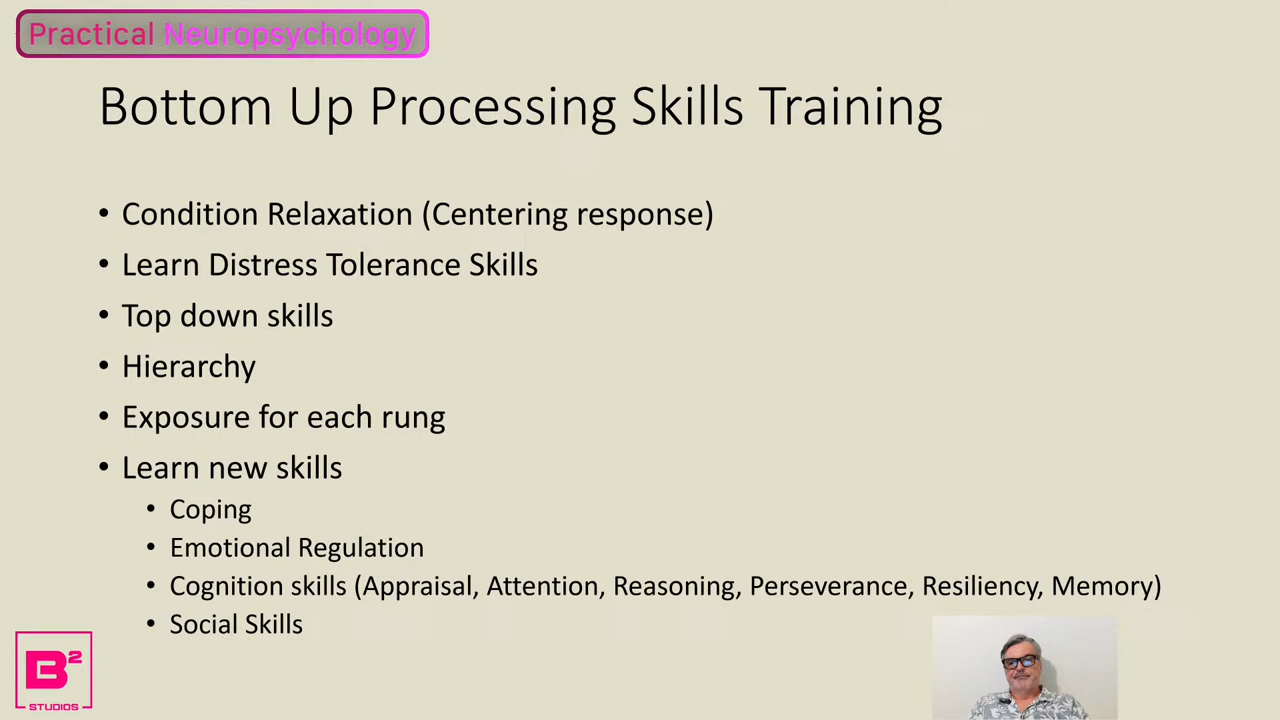 Practical Neuropsychology
Bottom Up Processing Skills Training
• Condition Relaxation (Centering response)
• Learn Distress Tolerance Skills
• Top down skills
• Hierarchy
• Exposure for each rung
• Learn new skills
• Coping
• Emotional Regulation
• Cognition skills (Appraisal, Attention, Reasoning, Perseverance, Resiliency, Memory)
• Social Skills
B²
STUDIOS